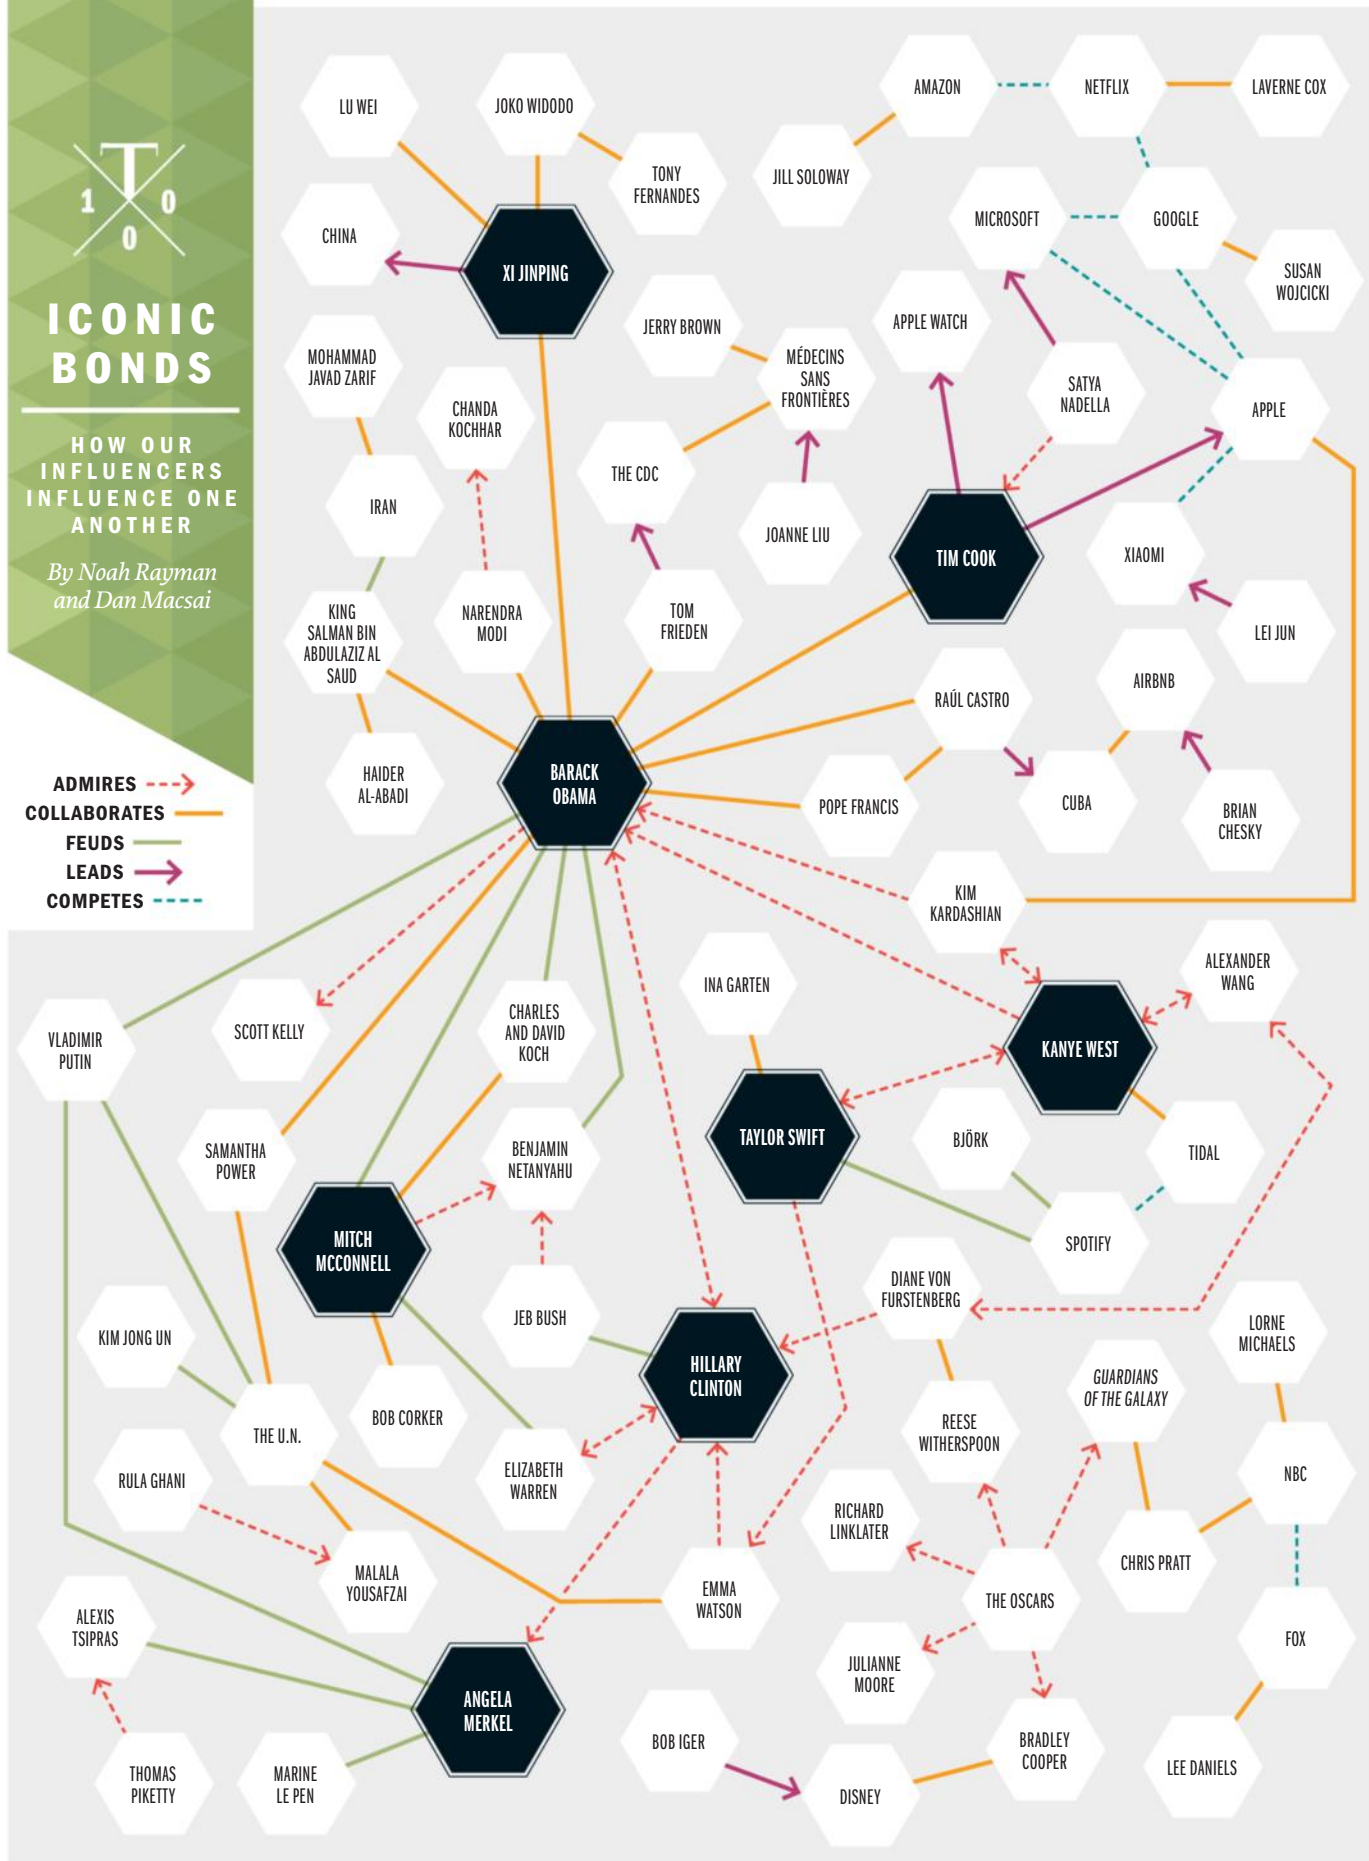 T
1 0
0
ICONIC
BONDS
HOW OUR
INFLUENCERS
INFLUENCE ONE
ANOTHER
By Noah Rayman
and Dan Macsai
ADMIRES
COLLABORATES
FEUDS
LEADS
COMPETES
LU WEI
JOKO WIDODO
TONY
FERNANDES
CHINA
XI JINPING
AMAZON
NETFLIX
LAVERNE COX
JILL SOLOWAY
MICROSOFT
GOOGLE
SUSAN
WOJCICKI
JERRY BROWN
APPLE WATCH
MOHAMMAD
JAVAD ZARIF
CHANDA
KOCHHAR
MÉDECINS
SANS
FRONTIÈRES
SATYA
NADELLA
APPLE
THE CDC
IRAN
JOANNE LIU
TIM COOK
XIAOMI
KING
SALMAN BIN
ABDULAZIZ AL
SAUD
NARENDRA
MODI
TOM
FRIEDEN
LEI JUN
RAÚL CASTRO
AIRBNB
HAIDER
AL-ABADI
BARACK
OBAMA
POPE FRANCIS
CUBA
BRIAN
CHESKY
KIM
KARDASHIAN
ALEXANDER
WANG
INA GARTEN
VLADIMIR
PUTIN
SCOTT KELLY
CHARLES
AND DAVID
KOCH
KANYE WEST
SAMANTHA
POWER
BENJAMIN
NETANYAHU
TAYLOR SWIFT
BJÖRK
TIDAL
MITCH
MCCONNELL
SPOTIFY
JEB BUSH
DIANE VON
FURSTENBERG
KIM JONG UN
HILLARY
CLINTON
LORNE
MICHAELS
GUARDIANS
OF THE GALAXY
BOB CORKER
THE U.N.
REESE
WITHERSPOON
RULA GHANI
ELIZABETH
WARREN
NBC
RICHARD
LINKLATER
MALALA
YOUSAFZAI
EMMA
WATSON
THE OSCARS
CHRIS PRATT
ALEXIS
TSIPRAS
FOX
JULIANNE
MOORE
ANGELA
MERKEL
BOB IGER
BRADLEY
COOPER
LEE DANIELS
THOMAS
PIKETTY
MARINE
LE PEN
DISNEY